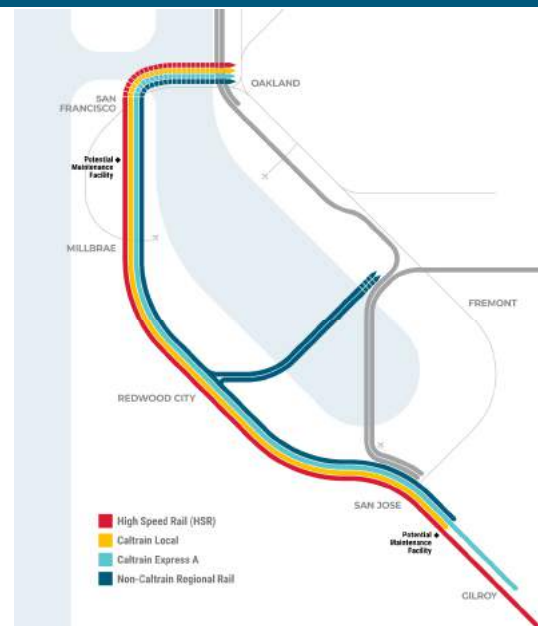 OAKLAND
SAN
FRANCISCO
Potential
Maintenance
Facility
MILLBRAE
FREMONT
REDWOOD CITY
SAN JOSE
Potential
Maintenance
Facility
High Speed Rail (HSR)
Caltrain Local
Caltrain Express A
Non-Caltrain Regional Rail
GILROY